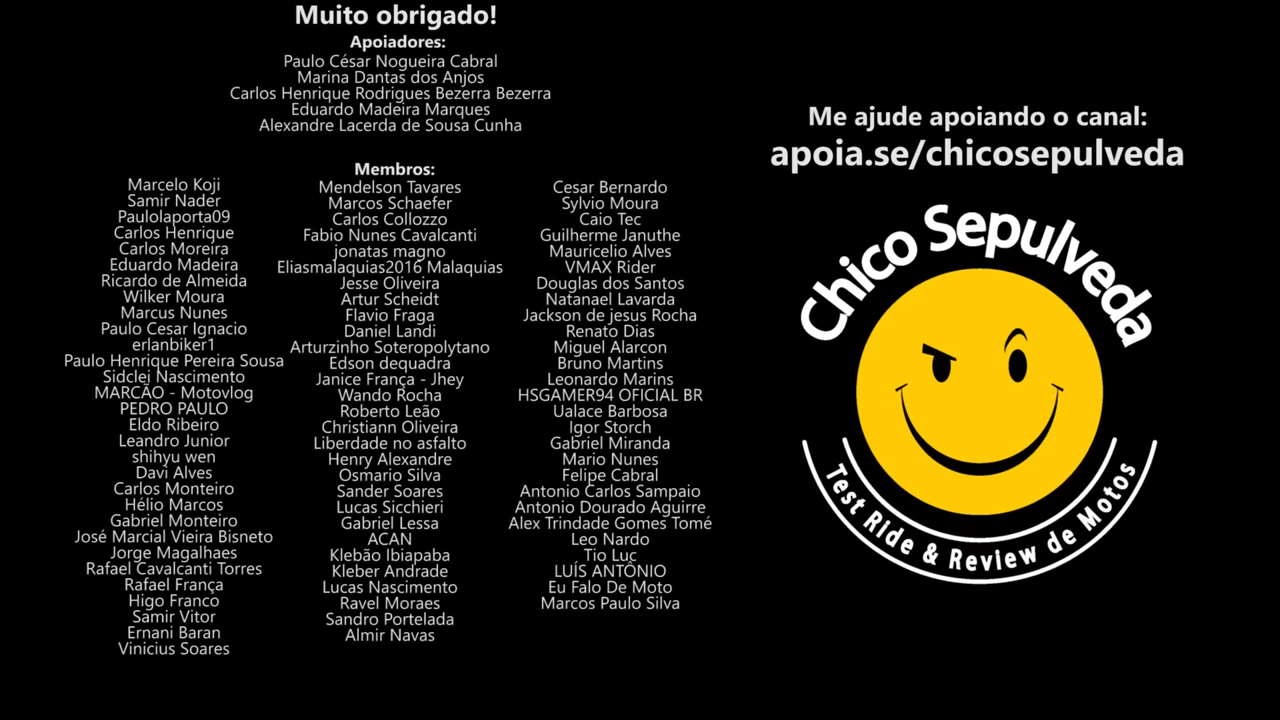 Muito obrigado!
Apoiadores:
Paulo César Nogueira Cabral
Marina Dantas dos Anjos
Carlos Henrique Rodrigues Bezerra Bezerra
Eduardo Madeira Marques
Alexandre Lacerda de Sousa Cunha
Membros:
Marcelo Koji
Samir Nader
Paulolaporta09
Carlos Henrique
Carlos Moreira
Eduardo Madeira
Ricardo de Almeida
Wilker Moura
Marcus Nunes
Paulo Cesar Ignacio
erlanbiker1
Paulo Henrique Pereira Sousa
Sidclei Nascimento
MARCÃO - Motovlog
PEDRO PAULO
Eldo Ribeiro
Leandro Junior
shihyu wen
Davi Alves
Carlos Monteiro
Hélio Marcos
Gabriel Monteiro
José Marcial Vieira Bisneto
Jorge Magalhaes
Rafael Cavalcanti Torres
Rafael França
Higo Franco
Samir Vitor
Ernani Baran
Vinicius Soares
Mendelson Tavares
Marcos Schaefer
Carlos Collozzo
Fabio Nunes Cavalcanti
jonatas magno
Eliasmalaquias2016 Malaquias
Jesse Oliveira
Artur Scheidt
Flavio Fraga
Daniel Landi
Arturzinho Soteropolytano
Edson dequadra
Janice França - Jhey
Wando Rocha
Roberto Leão
Christiann Oliveira
Liberdade no asfalto
Henry Alexandre
Osmario Silva
Sander Soares
Lucas Sicchieri
Gabriel Lessa
ACAN
Klebão Ibiapaba
Kleber Andrade
Lucas Nascimento
Ravel Moraes
Sandro Portelada
Almir Navas
Cesar Bernardo
Sylvio Moura
Caio Tec
Guilherme Januthe
Mauricelio Alves
VMAX Rider
Douglas dos Santos
Natanael Lavarda
Jackson de jesus Rocha
Renato Dias
Miguel Alarcon
Bruno Martins
Leonardo Marins
HSGAMER94 OFICIAL BR
Ualace Barbosa
Igor Storch
Gabriel Miranda
Mario Nunes
Felipe Cabral
Antonio Carlos Sampaio
Antonio Dourado Aguirre
Alex Trindade Gomes Tomé
Leo Nardo
Tio Luc
LUÍS ANTÔNIO
Eu Falo De Moto
Marcos Paulo Silva
Me ajude apoiando o canal:
apoia.se/chicosepulveda
Chico Sepulveda
Test Ride & Review de Motos